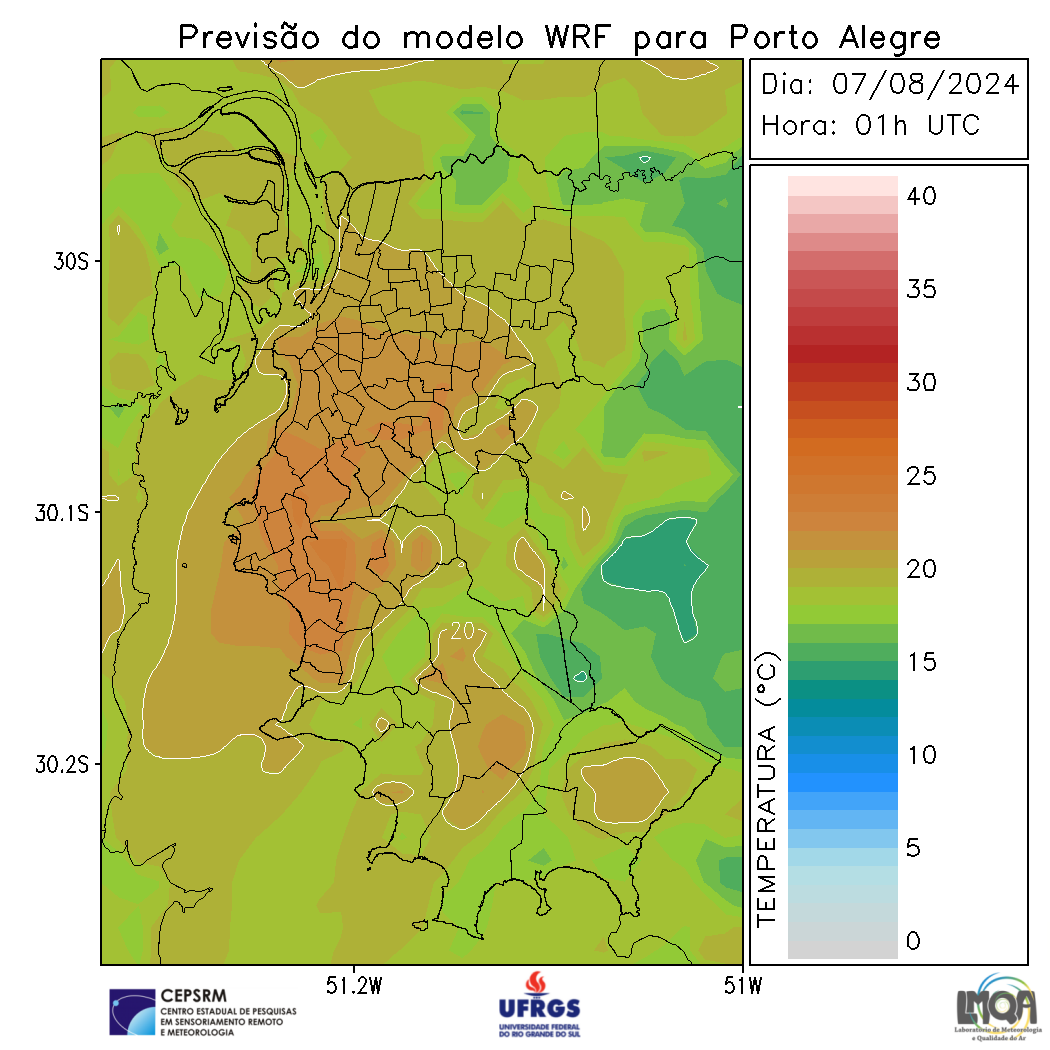 Previsão do modelo WRF para Porto Alegre
Dia: 07/08/2024
Hora: 01h UTC
30S
30.1S
30.2S
51.2W
51W
20
TEMPERATURA (°C)
40
35
30
25
20
15
10
5
0
CEPSRM
CENTRO ESTADUAL DE PESQUISAS
EM SENSORIAMENTO REMOTO
E METEOROLOGIA
UFRGS
UNIVERSIDADE FEDERAL
DO RIO GRANDE DO SUL
LMQA
Laboratório de Meteorologia
e Qualidade do Ar